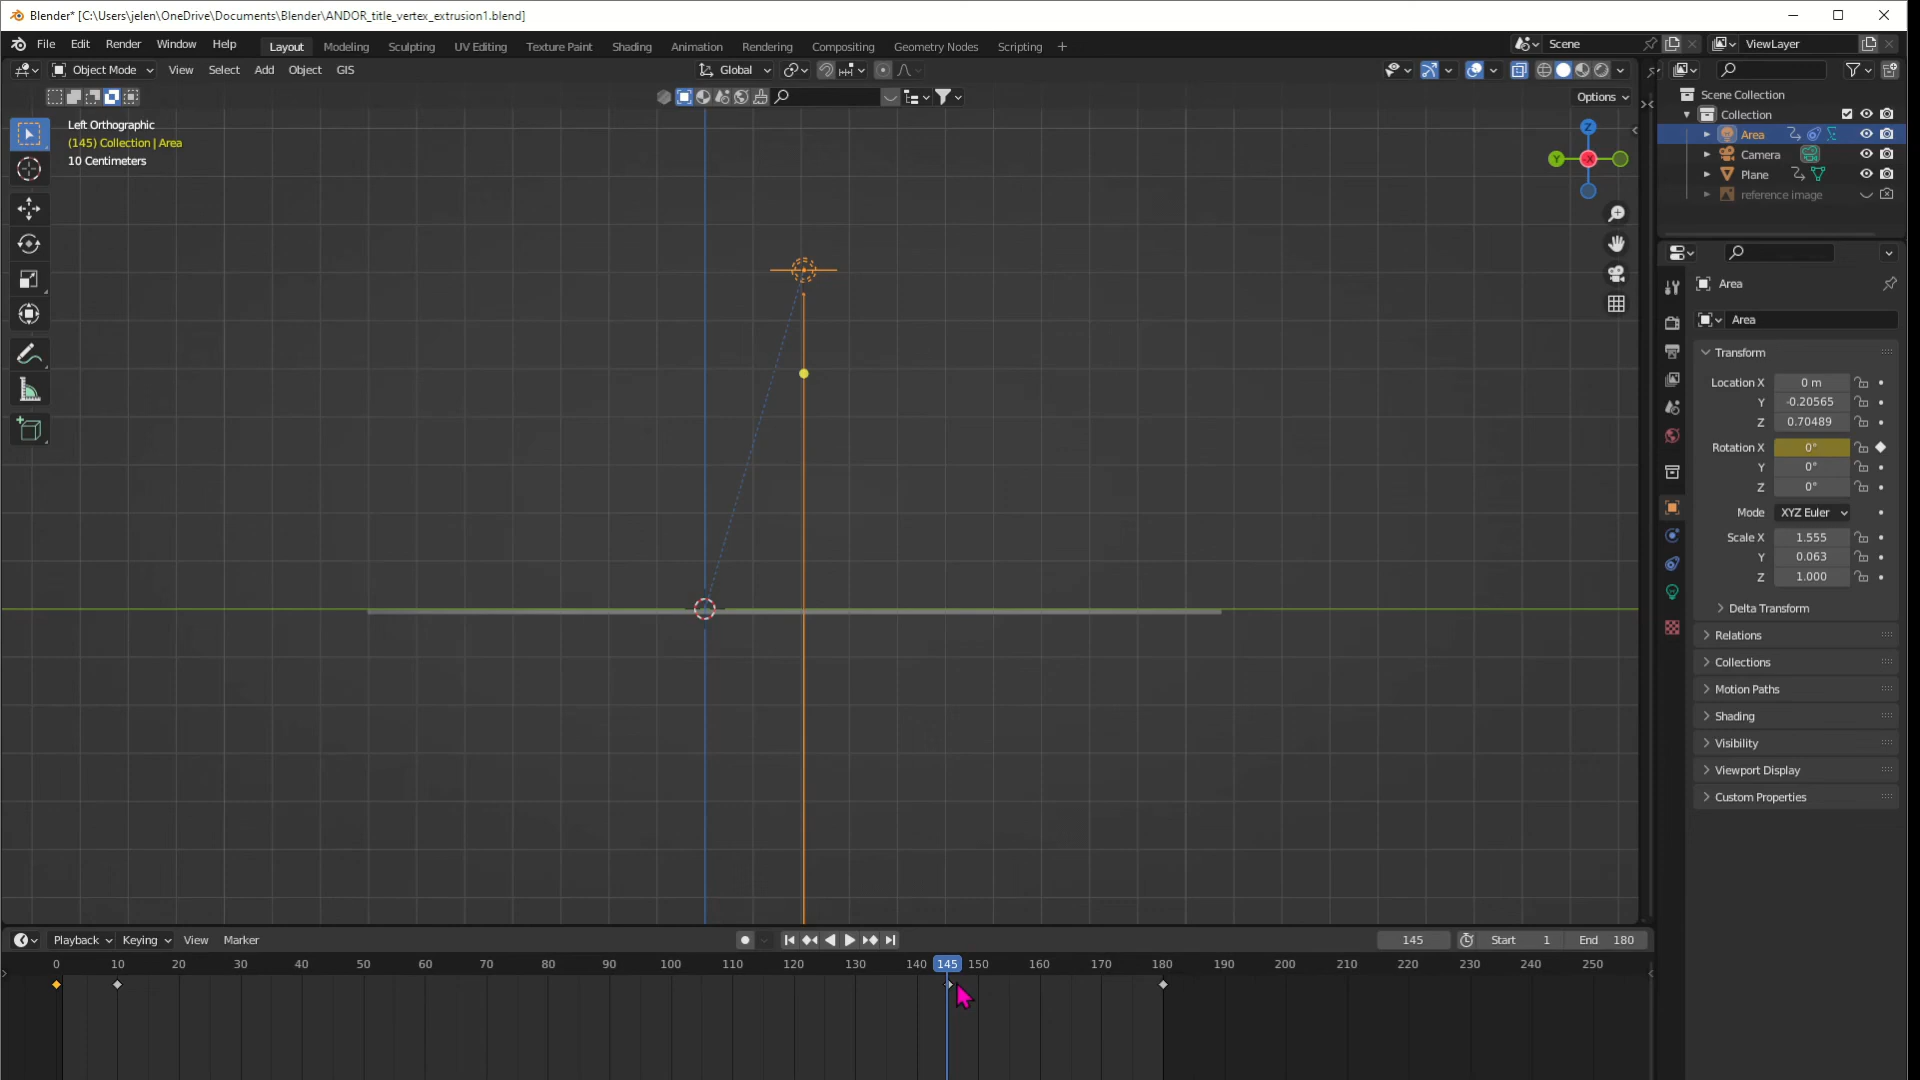 Blender* [C:\Users\jelen\OneDrive\Documents\Blender\ANDOR_title_vertex_extrusion1.blend]
File Edit Render Window Help Layout Modeling Sculpting UV Editing Texture Paint Shading Animation Rendering Compositing Geometry Nodes Scripting + Scene ViewLayer
Object Mode View Select Add Object GIS Global
Options
Left Orthographic
(145) Collection | Area
10 Centimeters
Z
Y
X
Scene Collection
Collection
Area
Camera
Plane
reference image
Area
Area
Transform
Location X 0 m
Y -0.20565
Z 0.70489
Rotation X 0°
Y 0°
Z 0°
Mode XYZ Euler
Scale X 1.555
Y 0.063
Z 1.000
Delta Transform
Relations
Collections
Motion Paths
Shading
Visibility
Viewport Display
Custom Properties
Playback Keying View Marker 145 Start 1 End 180
0 10 20 30 40 50 60 70 80 90 100 110 120 130 140 145 150 160 170 180 190 200 210 220 230 240 250